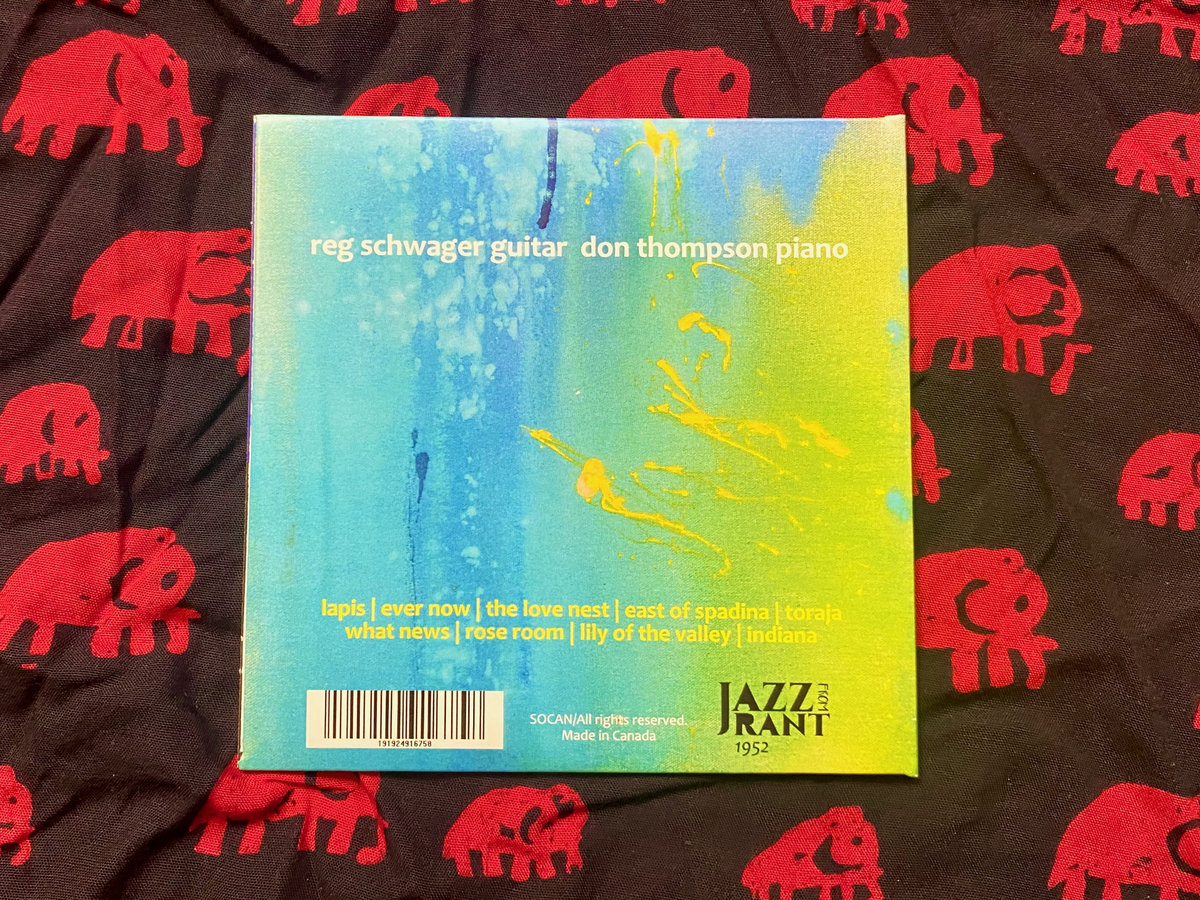 reg schwager guitar  don thompson piano
lapis | ever now | the love nest | east of spadina | toraja
what news | rose room | lily of the valley | indiana
191924916758
SOCAN/All rights reserved.
Made in Canada
JAZZ FROM
RANT
1952